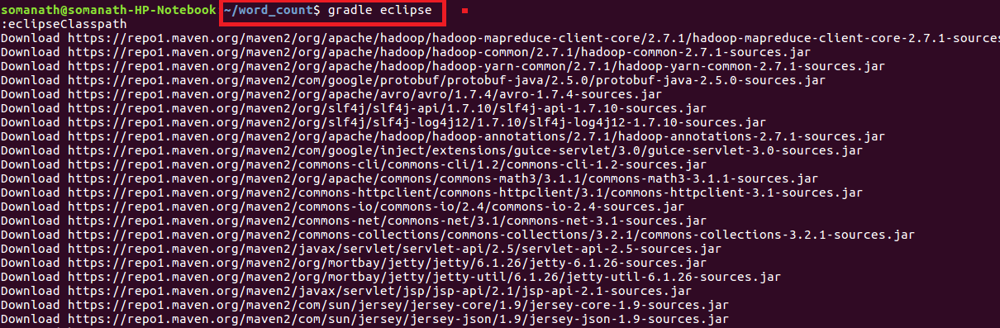 somanath@somanath-HP-Notebook:~/word_count$ gradle eclipse
:eclipseClasspath
Download https://repo1.maven.org/maven2/org/apache/hadoop/hadoop-mapreduce-client-core/2.7.1/hadoop-mapreduce-client-core-2.7.1-sources
Download https://repo1.maven.org/maven2/org/apache/hadoop/hadoop-common/2.7.1/hadoop-common-2.7.1-sources.jar
Download https://repo1.maven.org/maven2/org/apache/hadoop/hadoop-yarn-common/2.7.1/hadoop-yarn-common-2.7.1-sources.jar
Download https://repo1.maven.org/maven2/com/google/protobuf/protobuf-java/2.5.0/protobuf-java-2.5.0-sources.jar
Download https://repo1.maven.org/maven2/org/apache/avro/avro/1.7.4/avro-1.7.4-sources.jar
Download https://repo1.maven.org/maven2/org/slf4j/slf4j-api/1.7.10/slf4j-api-1.7.10-sources.jar
Download https://repo1.maven.org/maven2/org/slf4j/slf4j-log4j12/1.7.10/slf4j-log4j12-1.7.10-sources.jar
Download https://repo1.maven.org/maven2/org/apache/hadoop/hadoop-annotations/2.7.1/hadoop-annotations-2.7.1-sources.jar
Download https://repo1.maven.org/maven2/com/google/inject/extensions/guice-servlet/3.0/guice-servlet-3.0-sources.jar
Download https://repo1.maven.org/maven2/commons-cli/commons-cli/1.2/commons-cli-1.2-sources.jar
Download https://repo1.maven.org/maven2/org/apache/commons/commons-math3/3.1.1/commons-math3-3.1.1-sources.jar
Download https://repo1.maven.org/maven2/commons-httpclient/commons-httpclient/3.1/commons-httpclient-3.1-sources.jar
Download https://repo1.maven.org/maven2/commons-io/commons-io/2.4/commons-io-2.4-sources.jar
Download https://repo1.maven.org/maven2/commons-net/commons-net/3.1/commons-net-3.1-sources.jar
Download https://repo1.maven.org/maven2/commons-collections/commons-collections/3.2.1/commons-collections-3.2.1-sources.jar
Download https://repo1.maven.org/maven2/javax/servlet/servlet-api/2.5/servlet-api-2.5-sources.jar
Download https://repo1.maven.org/maven2/org/mortbay/jetty/jetty/6.1.26/jetty-6.1.26-sources.jar
Download https://repo1.maven.org/maven2/org/mortbay/jetty/jetty-util/6.1.26/jetty-util-6.1.26-sources.jar
Download https://repo1.maven.org/maven2/javax/servlet/jsp/jsp-api/2.1/jsp-api-2.1-sources.jar
Download https://repo1.maven.org/maven2/com/sun/jersey/jersey-core/1.9/jersey-core-1.9-sources.jar
Download https://repo1.maven.org/maven2/com/sun/jersey/jersey-json/1.9/jersey-json-1.9-sources.jar